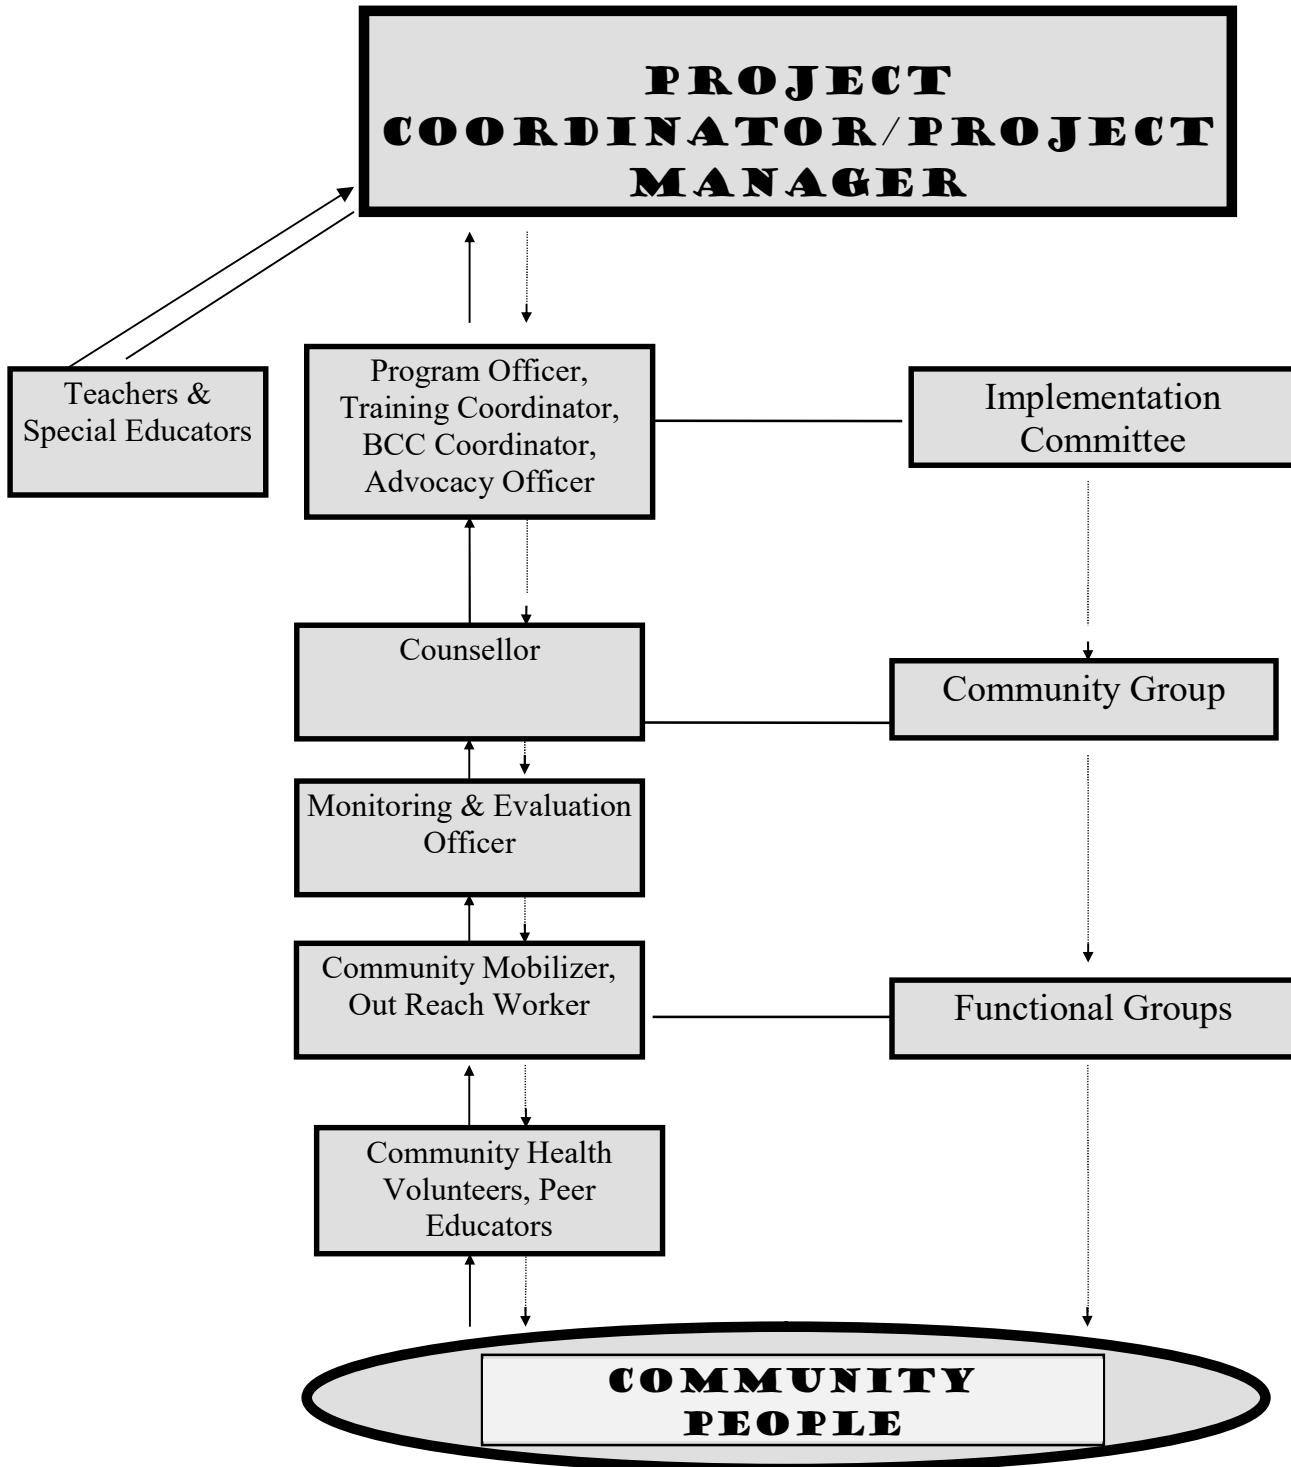 PROJECT
COORDINATOR/PROJECT
MANAGER
Teachers &
Special Educators
Program Officer,
Training Coordinator,
BCC Coordinator,
Advocacy Officer
Implementation
Committee
Counsellor
Community Group
Monitoring & Evaluation
Officer
Community Mobilizer,
Out Reach Worker
Functional Groups
Community Health
Volunteers, Peer
Educators
COMMUNITY
PEOPLE